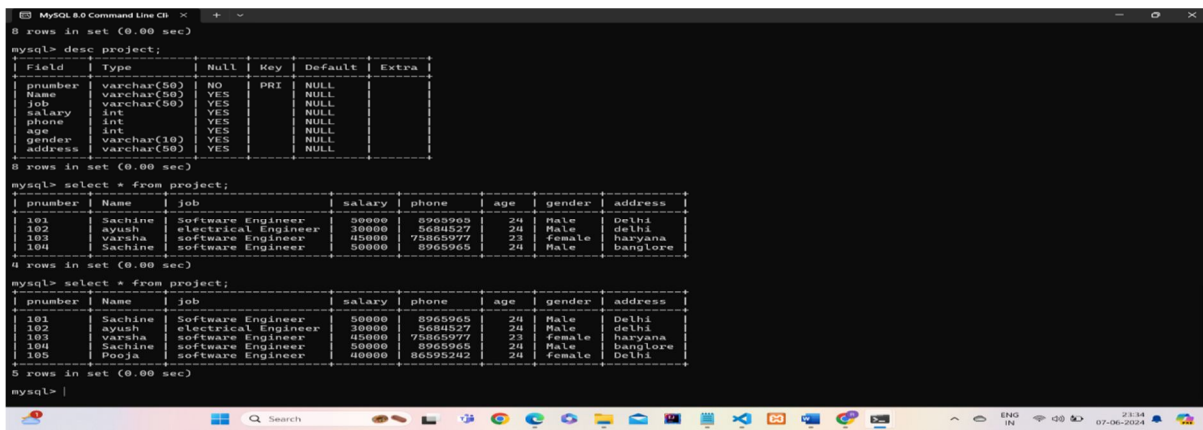 MySQL 8.0 Command Line Cli
8 rows in set (0.00 sec)
mysql> desc project;
| Field | Type | Null | Key | Default | Extra |
| pnumber | varchar(50) | NO | PRI | NULL | |
| Name | varchar(50) | YES | | NULL | |
| job | varchar(50) | YES | | NULL | |
| salary | int | YES | | NULL | |
| phone | int | YES | | NULL | |
| age | int | YES | | NULL | |
| gender | varchar(10) | YES | | NULL | |
| address | varchar(50) | YES | | NULL | |
8 rows in set (0.00 sec)
mysql> select * from project;
| pnumber | Name | job | salary | phone | age | gender | address |
| 101 | Sachine | Software Engineer | 50000 | 8965965 | 24 | Male | Delhi |
| 102 | ayush | electrical Engineer | 30000 | 5684527 | 24 | Male | delhi |
| 103 | varsha | software Engineer | 45000 | 75865977 | 23 | female | haryana |
| 104 | Sachine | software Engineer | 50000 | 8965965 | 24 | Male | banglore |
4 rows in set (0.00 sec)
mysql> select * from project;
| pnumber | Name | job | salary | phone | age | gender | address |
| 101 | Sachine | Software Engineer | 50000 | 8965965 | 24 | Male | Delhi |
| 102 | ayush | electrical Engineer | 30000 | 5684527 | 24 | Male | delhi |
| 103 | varsha | software Engineer | 45000 | 75865977 | 23 | female | haryana |
| 104 | Sachine | software Engineer | 50000 | 8965965 | 24 | Male | banglore |
| 105 | Pooja | software Engineer | 40000 | 86595242 | 24 | female | Delhi |
5 rows in set (0.00 sec)
mysql>
Search
ENG
IN
23:34
07-06-2024